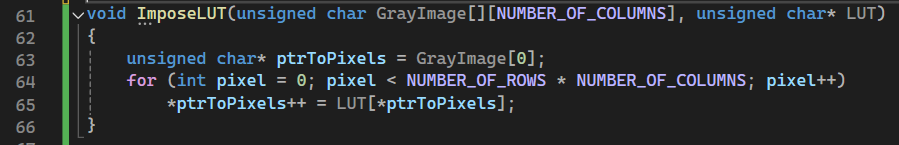 61 void ImposeLUT(unsigned char GrayImage[][NUMBER_OF_COLUMNS], unsigned char* LUT)
62 {
63 unsigned char* ptrToPixels = GrayImage[0];
64 for (int pixel = 0; pixel < NUMBER_OF_ROWS * NUMBER_OF_COLUMNS; pixel++)
65 *ptrToPixels++ = LUT[*ptrToPixels];
66 }